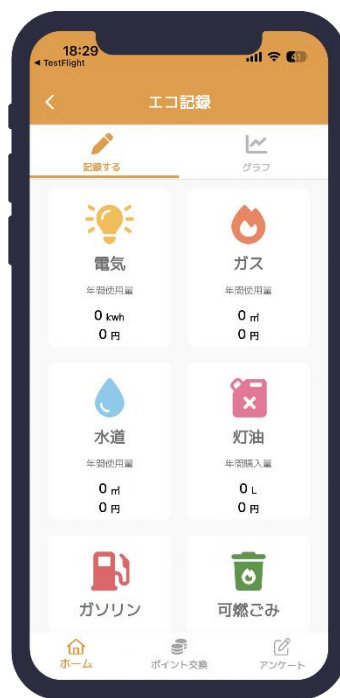 18:29
◀ TestFlight
41
エコ記録
記録する
グラフ
電気
年間使用量
0 kwh
0 円
ガス
年間使用量
0 ㎥
0 円
水道
年間使用量
0 ㎥
0 円
灯油
年間購入量
0 L
0 円
ガソリン
可燃ごみ
ホーム
ポイント交換
アンケート